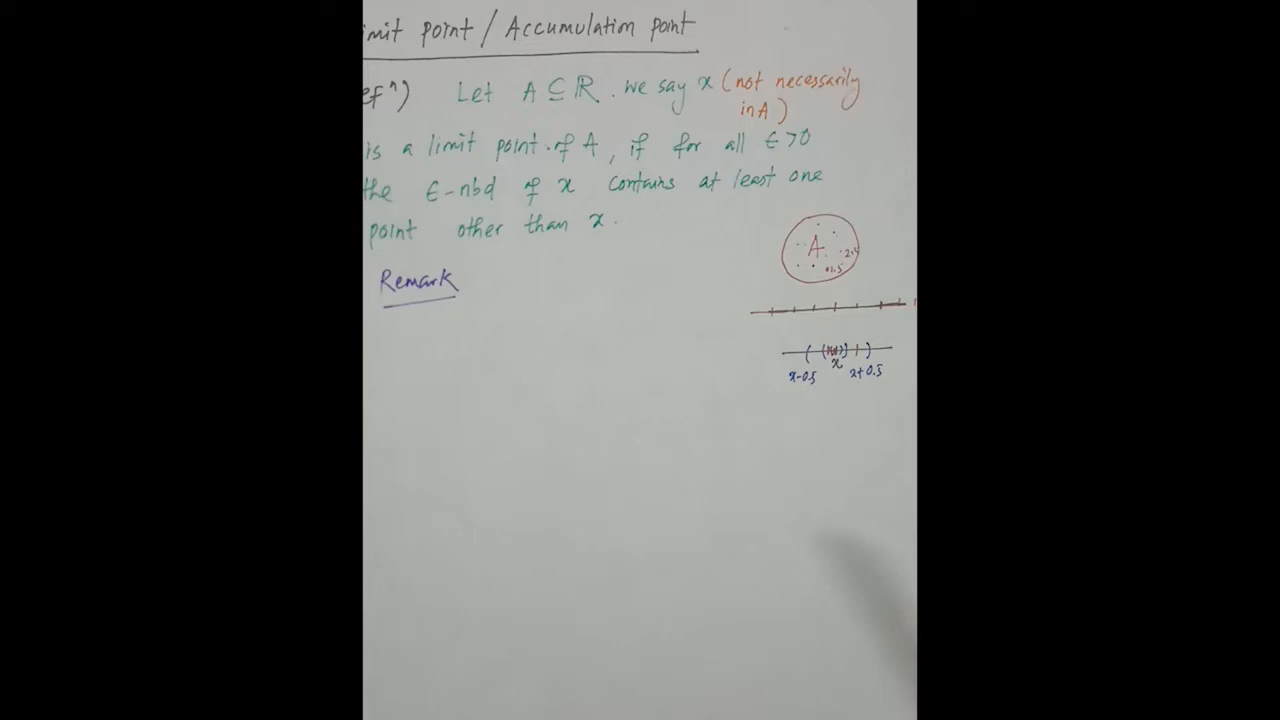 imit point / Accumulation point
efⁿ) Let A ⊆ ℝ. we say x (not necessarily
in A)
is a limit point of A, if for all ϵ>0
the ϵ-nbd of x contains at least one
point other than x.
A
Remark
x
x-0.5 x+0.5